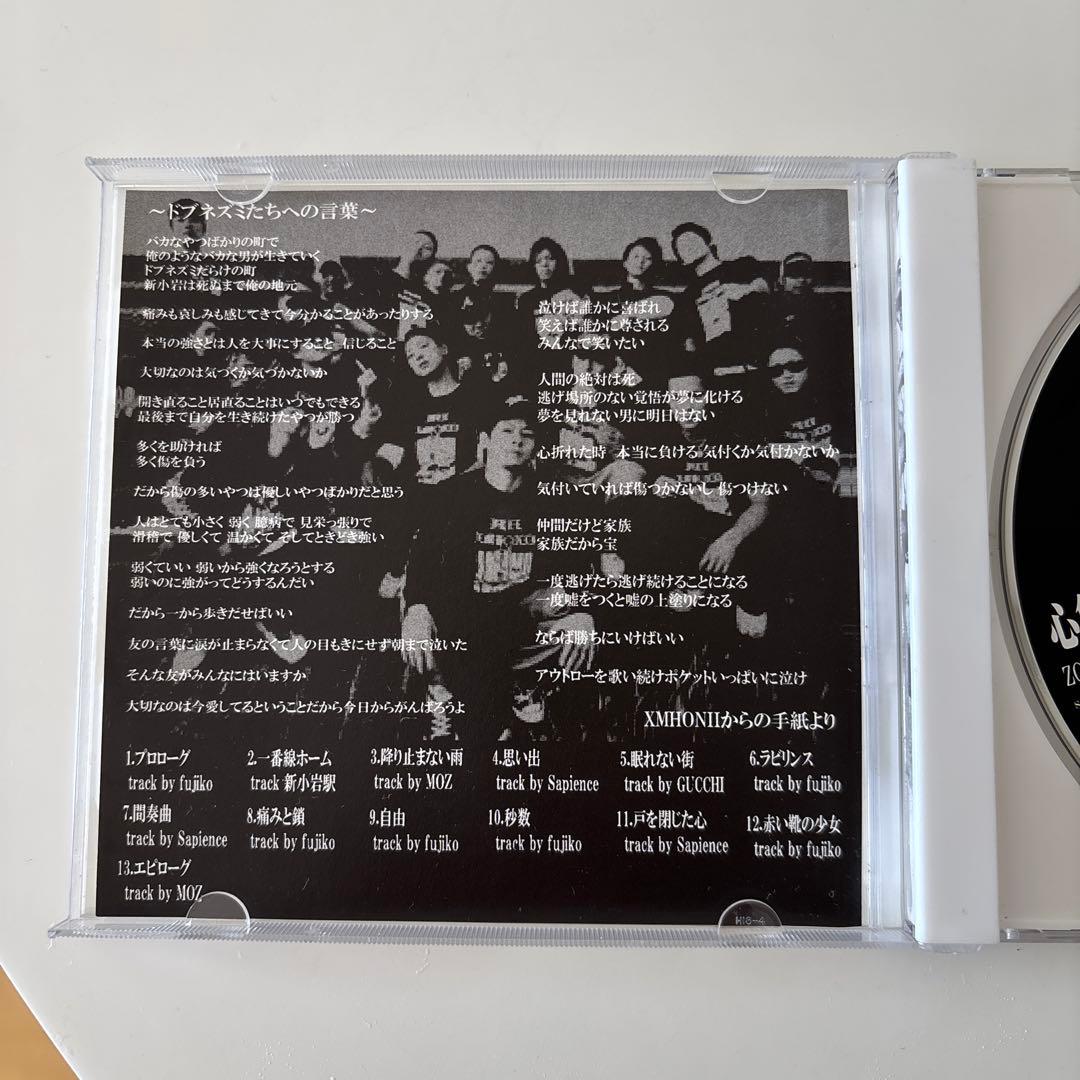 ～ドブネズミたちへの言葉～
バカなやつばかりの町で
俺のようなバカな男が生きていく
ドブネズミだらけの町
新小岩は死ぬまで俺の地元
痛みも哀しみも感じてきて今分かることがあったりする
本当の強さとは人を大事にすること 信じること
大切なのは気づくか気づかないか
開き直ること居直ることはいつでもできる
最後まで自分を生き続けたやつが勝つ
多くを助ければ
多く傷を負う
だから傷の多いやつは優しいやつばかりだと思う
人はとても小さく 弱く 臆病で 見栄っ張りで
滑稽で 優しくて 温かくて そしてときどき強い
弱くていい 弱いから強くなろうとする
弱いのに強がってどうするんだい
だから一から歩きだせばいい
友の言葉に涙が止まらなくて人の目もきにせず朝まで泣いた
そんな友がみんなにはいますか
大切なのは今愛してるということだから今日からがんばろうよ
泣けば誰かに喜ばれ
笑えば誰かに尊される
みんなで笑いたい
人間の絶対は死
逃げ場所のない覚悟が夢に化ける
夢を見れない男に明日はない
心折れた時 本当に負ける 気付くか気付かないか
気付いていれば傷つかないし 傷つけない
仲間だけど家族
家族だから宝
一度逃げたら逃げ続けることになる
一度嘘をつくと嘘の上塗りになる
ならば勝ちにいけばいい
アウトローを歌い続けポケットいっぱいに泣け
XMHONIIからの手紙より
1.プロローグ
track by fujiko
2.一番線ホーム
track 新小岩駅
3.降り止まない雨
track by MOZ
4.思い出
track by Sapience
5.眠れない街
track by GUCCHI
6.ラビリンス
track by fujiko
7.間奏曲
track by Sapience
8.痛みと鎖
track by fujiko
9.自由
track by fujiko
10.秒数
track by fujiko
11.戸を閉じた心
track by Sapience
12.赤い靴の少女
track by fujiko
13.エピローグ
track by MOZ
H18-4
心
ZO